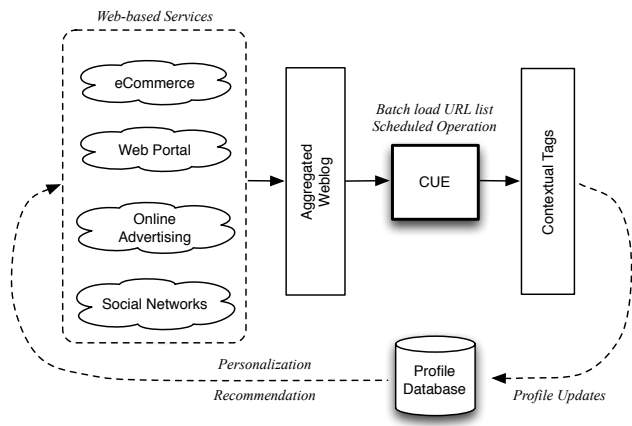 Web-based Services
eCommerce
Web Portal
Online
Advertising
Social Networks
Aggregated
Weblog
Batch load URL list
Scheduled Operation
CUE
Contextual Tags
Personalization
Recommendation
Profile
Database
Profile Updates